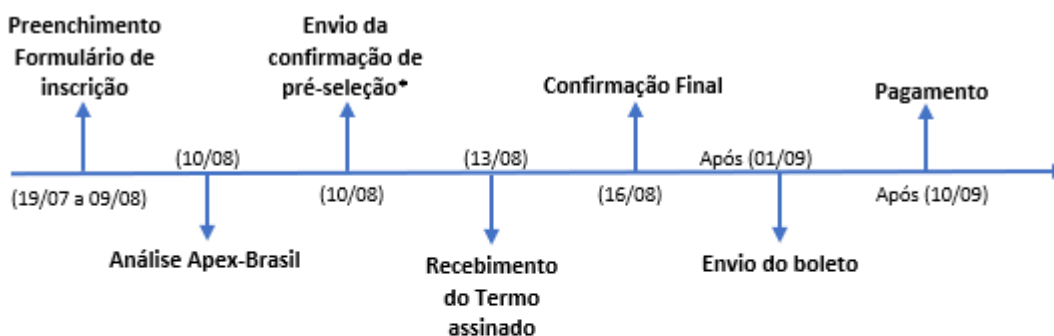 Preenchimento
Formulário de
inscrição
Envio da
confirmação de
pré-seleção*
Confirmação Final
Pagamento
(10/08)
(13/08)
Após (01/09)
(19/07 a 09/08)
(10/08)
(16/08)
Após (10/09)
Análise Apex-Brasil
Recebimento
do Termo
assinado
Envio do boleto